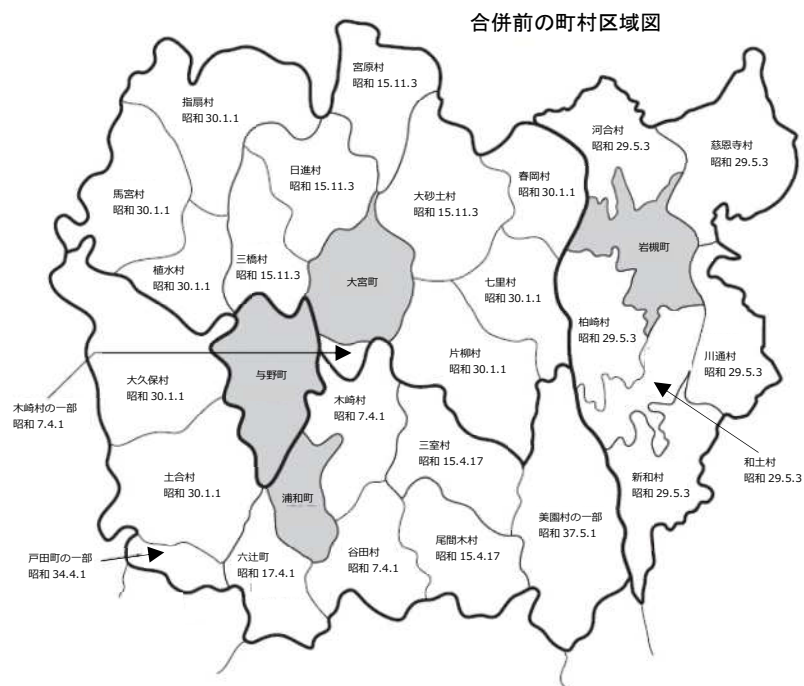 合併前の町村区域図
宮原村
昭和 15.11.3
指扇村
昭和 30.1.1
河合村
昭和 29.5.3
慈恩寺村
昭和 29.5.3
日進村
昭和 15.11.3
馬宮村
昭和 30.1.1
大砂土村
昭和 15.11.3
春岡村
昭和 30.1.1
植水村
昭和 30.1.1
三橋村
昭和 15.11.3
大宮町
七里村
昭和 30.1.1
岩槻町
柏崎村
昭和 29.5.3
川通村
昭和 29.5.3
片柳村
昭和 30.1.1
与野町
大久保村
昭和 30.1.1
木崎村の一部
昭和 7.4.1
木崎村
昭和 7.4.1
三室村
昭和 15.4.17
和土村
昭和 29.5.3
土合村
昭和 30.1.1
浦和町
新和村
昭和 29.5.3
美園村の一部
昭和 37.5.1
戸田町の一部
昭和 34.4.1
六辻町
昭和 17.4.1
谷田村
昭和 7.4.1
尾間木村
昭和 15.4.17